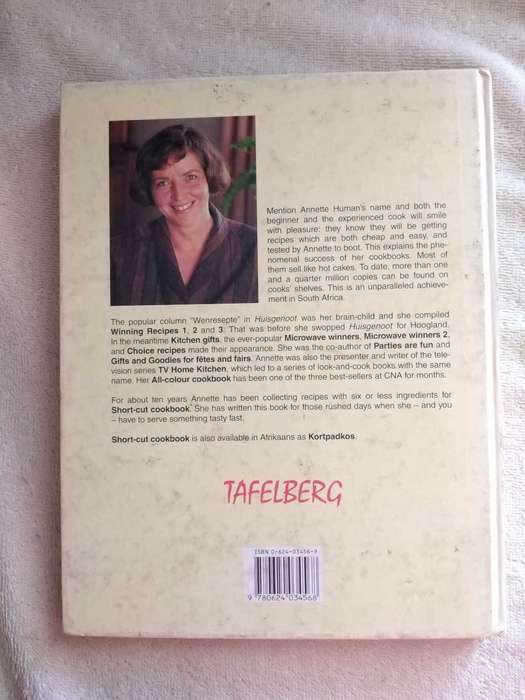 Mention Annette Human's name and both the
beginner and the experienced cook will smile
with pleasure: they know they will be getting
recipes which are both cheap and easy, and
tested by Annette to boot. This explains the phe-
nomenal success of her cookbooks. Most of
them sell like hot cakes. To date, more than one
and a quarter million copies can be found on
cooks' shelves. This is an unparalleled achieve-
ment in South Africa.
The popular column "Wenresepte" in Huisgenoot was her brain-child and she compiled
Winning Recipes 1, 2 and 3. That was before she swopped Huisgenoot for Hoogland.
In the meantime Kitchen gifts, the ever-popular Microwave winners, Microwave winners 2,
and Choice recipes made their appearance. She was the co-author of Parties are fun and
Gifts and Goodies for fêtes and fairs. Annette was also the presenter and writer of the tele-
vision series TV Home Kitchen, which led to a series of look-and-cook books with the same
name. Her All-colour cookbook has been one of the three best-sellers at CNA for months.
For about ten years Annette has been collecting recipes with six or less ingredients for
Short-cut cookbook. She has written this book for those rushed days when she – and you
– have to serve something tasty fast.
Short-cut cookbook is also available in Afrikaans as Kortpadkos.
TAFELBERG
ISBN 0-624-03456-9
9 780624 034568